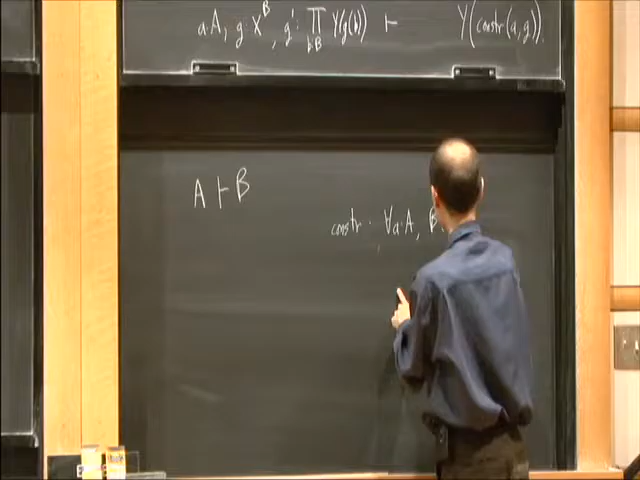 a:A, g:X^B, g': ∏_{b:B} Y(g(b)) ⊢ Y(constr(a,g)).
A ⊢ B
constr : ∀a:A, B